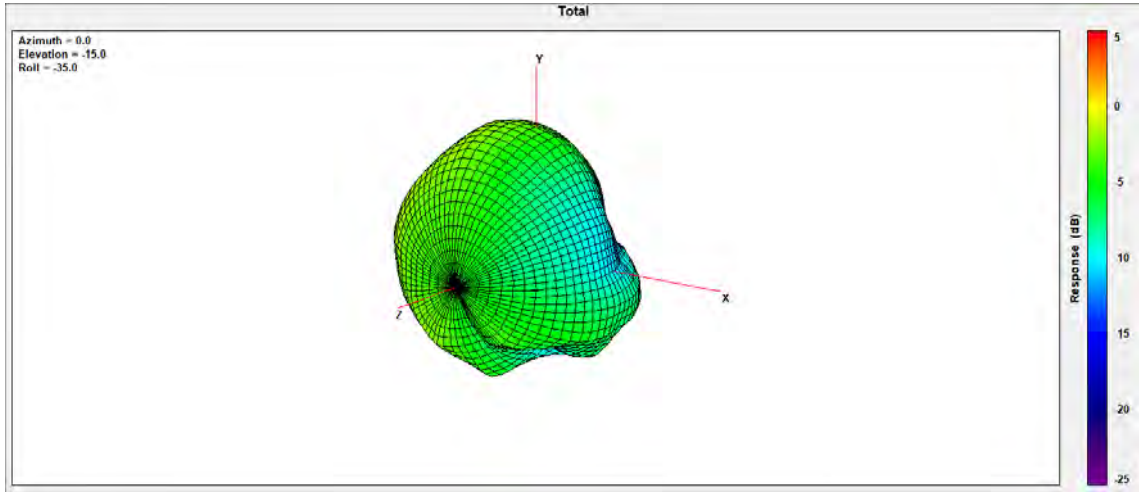 Total
Azimuth = 0.0
Elevation = -15.0
Roll = -35.0
Y
X
Z
5
0
-5
-10
-15
-20
-25
Response (dB)